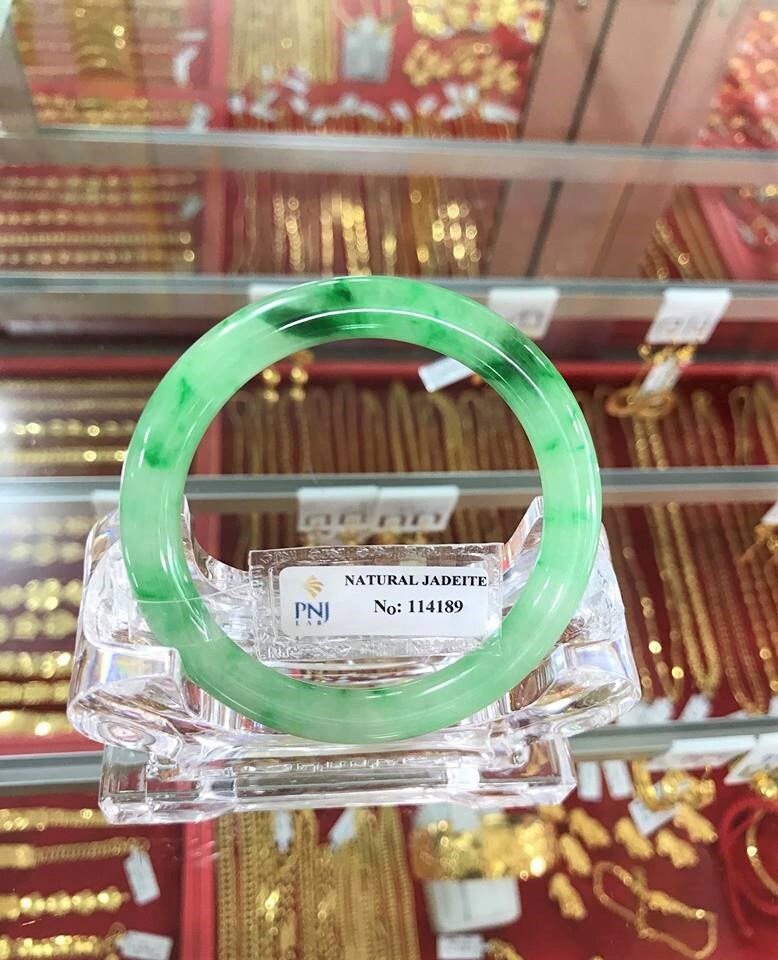 NATURAL JADEITE
PNJ
LAB
No: 114189